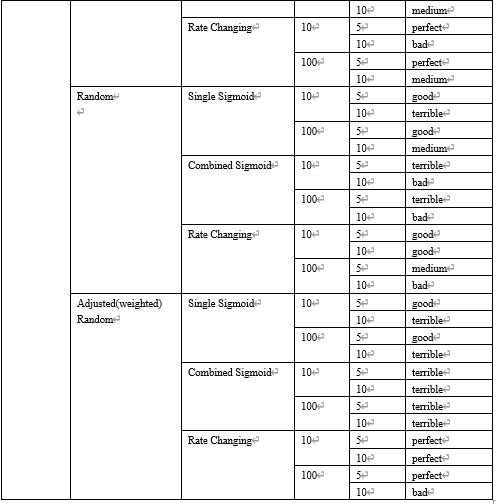 10 medium
Rate Changing 10 5 perfect
10 bad
100 5 perfect
10 medium
Random Single Sigmoid 10 5 good
10 terrible
100 5 good
10 medium
Combined Sigmoid 10 5 terrible
10 bad
100 5 terrible
10 bad
Rate Changing 10 5 good
10 good
100 5 medium
10 bad
Adjusted(weighted) Single Sigmoid 10 5 good
Random 10 terrible
100 5 good
10 terrible
Combined Sigmoid 10 5 terrible
10 terrible
100 5 terrible
10 terrible
Rate Changing 10 5 perfect
10 perfect
100 5 perfect
10 bad